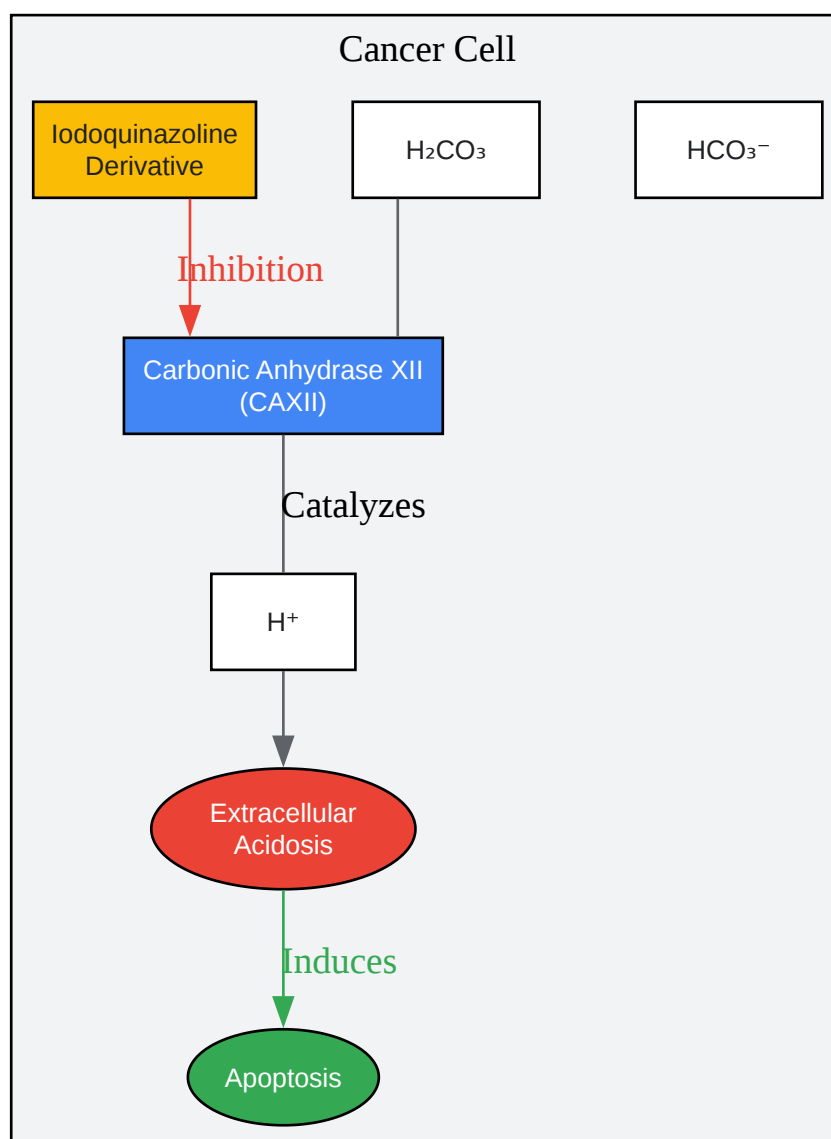 Cancer Cell
Iodoquinazoline
Derivative
H₂CO₃
HCO₃⁻
Inhibition
Carbonic Anhydrase XII
(CAXII)
Catalyzes
H⁺
Extracellular
Acidosis
Induces
Apoptosis